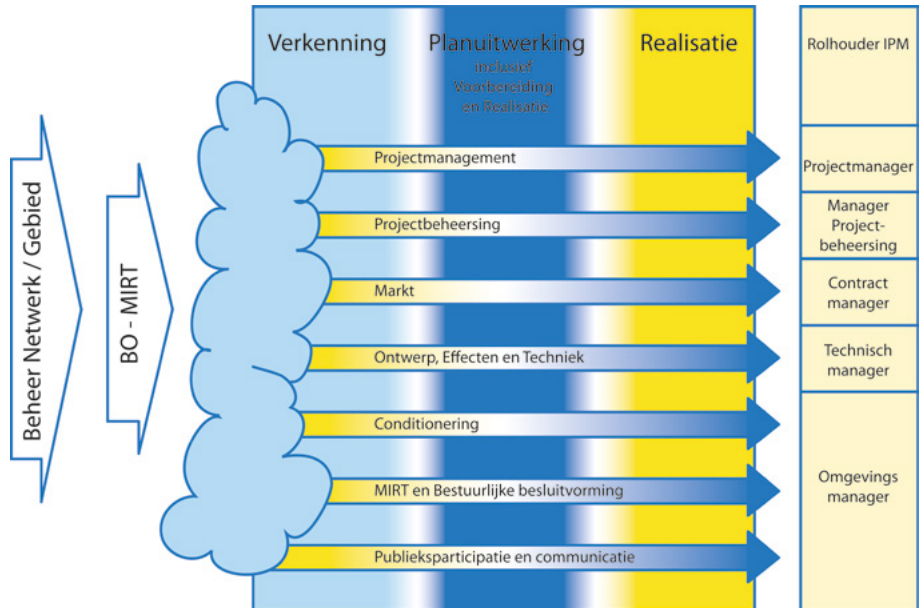 Verkenning
Planuitwerking
inclusief
Voorbereiding
en Realisatie
Realisatie
Rolhouder IPM
Beheer Netwerk / Gebied
BO - MIRT
Projectmanagement
Projectmanager
Projectbeheersing
Manager
Project-
beheersing
Markt
Contract
manager
Ontwerp, Effecten en Techniek
Technisch
manager
Conditionering
MIRT en Bestuurlijke besluitvorming
Omgevings
manager
Publieksparticipatie en communicatie